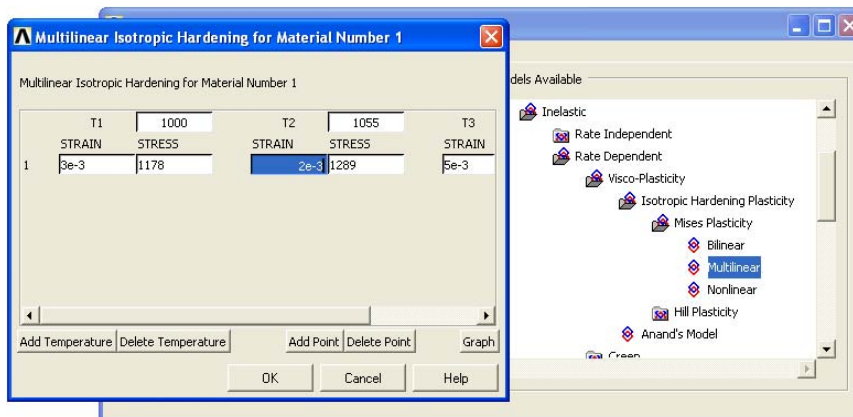 Multilinear Isotropic Hardening for Material Number 1
Multilinear Isotropic Hardening for Material Number 1
T1 1000 T2 1055 T3
STRAIN STRESS STRAIN STRESS STRAIN
1 3e-3 1178 2e-3 1289 5e-3
Add Temperature Delete Temperature Add Point Delete Point Graph
OK Cancel Help
dels Available
Inelastic
Rate Independent
Rate Dependent
Visco-Plasticity
Isotropic Hardening Plasticity
Mises Plasticity
Bilinear
Multilinear
Nonlinear
Hill Plasticity
Anand's Model
Creep